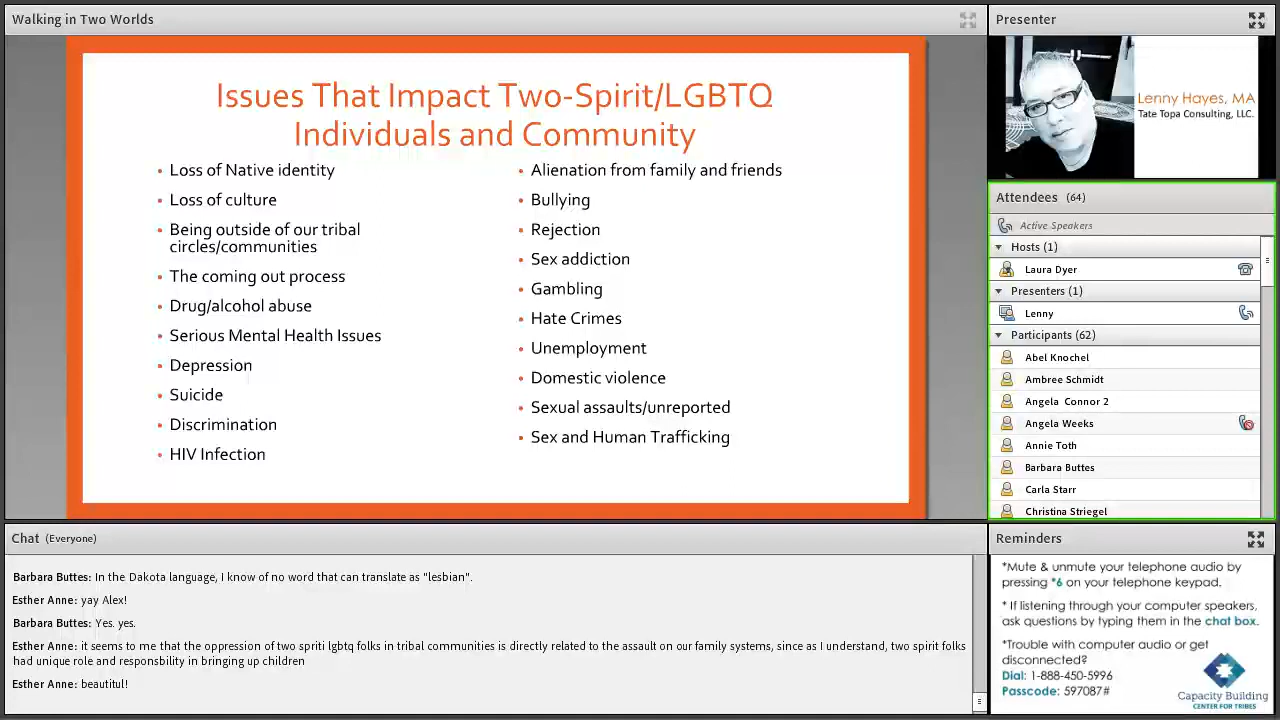 Walking in Two Worlds
Issues That Impact Two-Spirit/LGBTQ
Individuals and Community
• Loss of Native identity
• Loss of culture
• Being outside of our tribal
circles/communities
• The coming out process
• Drug/alcohol abuse
• Serious Mental Health Issues
• Depression
• Suicide
• Discrimination
• HIV Infection
• Alienation from family and friends
• Bullying
• Rejection
• Sex addiction
• Gambling
• Hate Crimes
• Unemployment
• Domestic violence
• Sexual assaults/unreported
• Sex and Human Trafficking
Presenter
Lenny Hayes, MA
Tate Topa Consulting, LLC.
Attendees (64)
Active Speakers
Hosts (1)
Laura Dyer
Presenters (1)
Lenny
Participants (62)
Abel Knochel
Ambree Schmidt
Angela Connor 2
Angela Weeks
Annie Toth
Barbara Buttes
Carla Starr
Christina Striegel
Chat (Everyone)
Barbara Buttes: In the Dakota language, I know of no word that can translate as "lesbian".
Esther Anne: yay Alex!
Barbara Buttes: Yes. yes.
Esther Anne: it seems to me that the oppression of two spriti lgbtq folks in tribal communities is directly related to the assault on our family systems, since as I understand, two spirit folks
had unique role and responsbility in bringing up children
Esther Anne: beautitul!
Reminders
*Mute & unmute your telephone audio by
pressing *6 on your telephone keypad.
* If listening through your computer speakers,
ask questions by typing them in the chat box.
*Trouble with computer audio or get
disconnected?
Dial: 1-888-450-5996
Passcode: 597087#
Capacity Building
CENTER FOR TRIBES